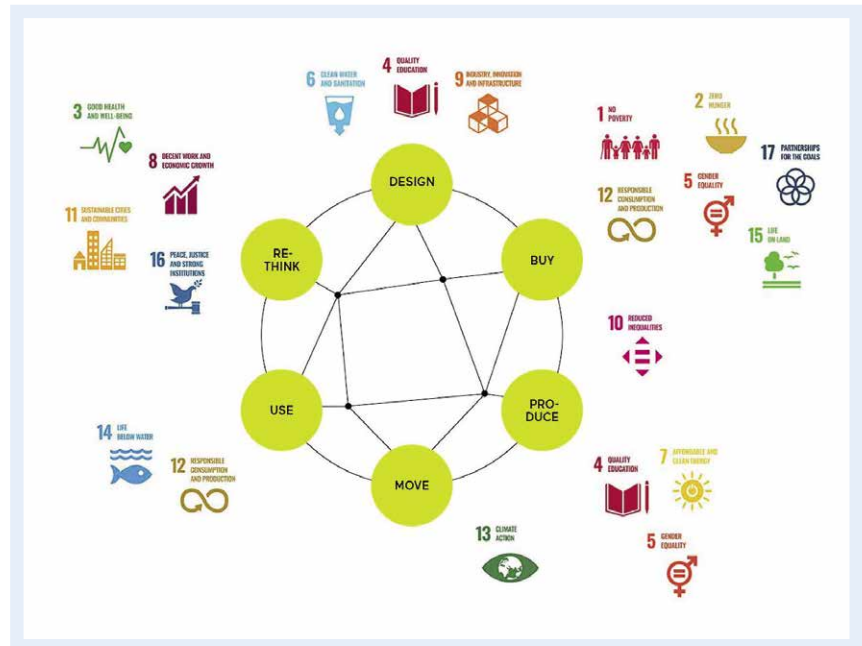 6 CLEAN WATER
AND SANITATION
4 QUALITY
EDUCATION
9 INDUSTRY, INNOVATION
AND INFRASTRUCTURE
3 GOOD HEALTH
AND WELL-BEING
8 DECENT WORK AND
ECONOMIC GROWTH
11 SUSTAINABLE CITIES
AND COMMUNITIES
16 PEACE, JUSTICE
AND STRONG
INSTITUTIONS
1 NO
POVERTY
2 ZERO
HUNGER
17 PARTNERSHIPS
FOR THE GOALS
12 RESPONSIBLE
CONSUMPTION
AND PRODUCTION
5 GENDER
EQUALITY
15 LIFE
ON LAND
DESIGN
RE-
THINK
BUY
10 REDUCED
INEQUALITIES
USE
PRO-
DUCE
MOVE
14 LIFE
BELOW WATER
12 RESPONSIBLE
CONSUMPTION
AND PRODUCTION
4 QUALITY
EDUCATION
7 AFFORDABLE AND
CLEAN ENERGY
13 CLIMATE
ACTION
5 GENDER
EQUALITY